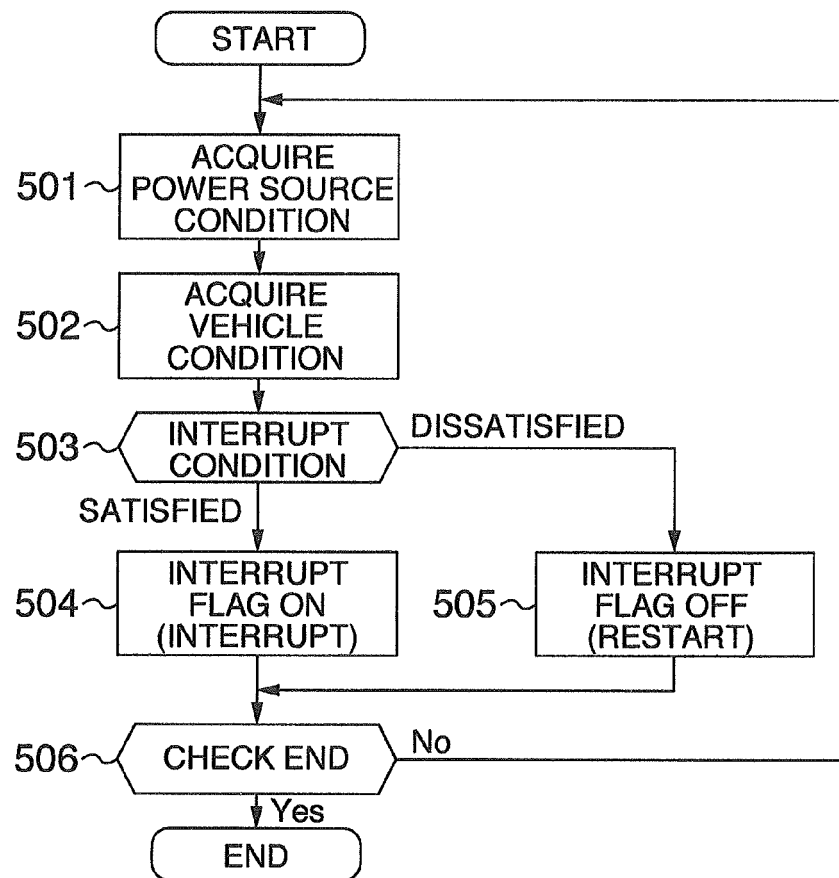 START
501
ACQUIRE
POWER SOURCE
CONDITION
502
ACQUIRE
VEHICLE
CONDITION
503
INTERRUPT
CONDITION
DISSATISFIED
SATISFIED
504
INTERRUPT
FLAG ON
(INTERRUPT)
505
INTERRUPT
FLAG OFF
(RESTART)
506
CHECK END
No
Yes
END